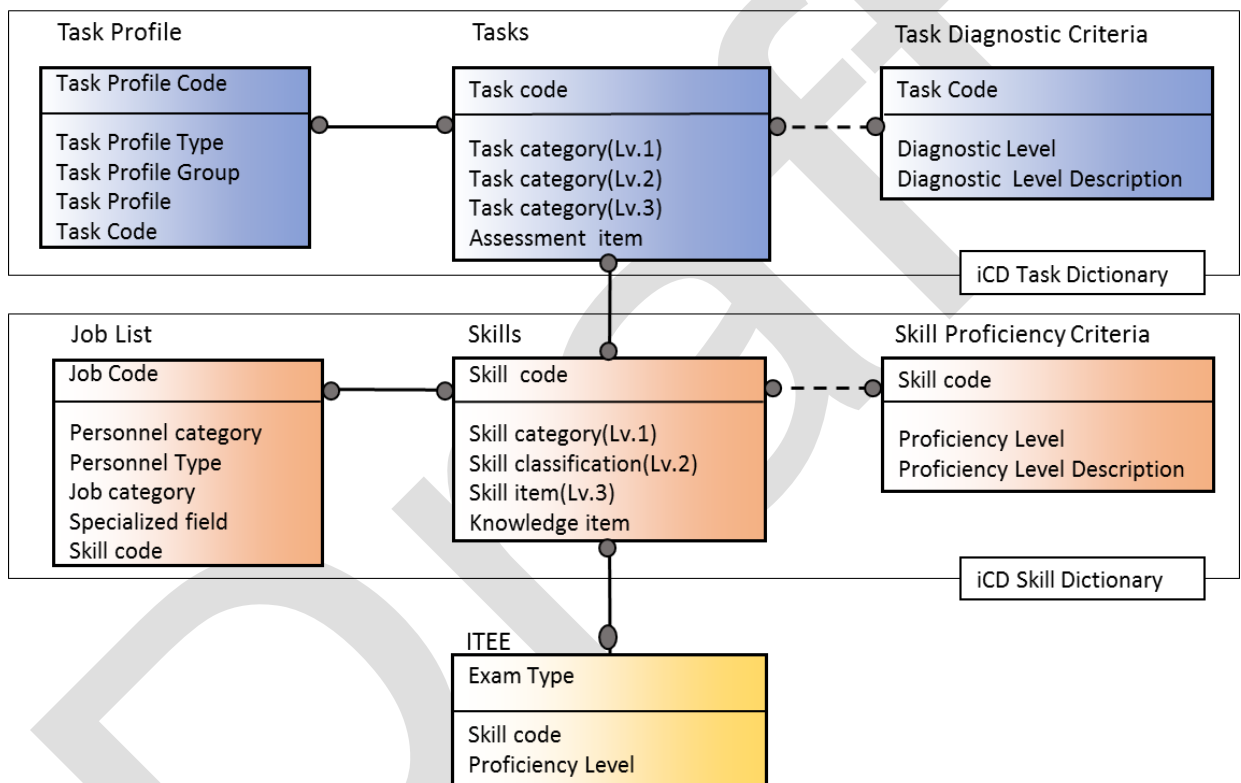 Task Profile
Task Profile Code
Task Profile Type
Task Profile Group
Task Profile
Task Code
Tasks
Task code
Task category(Lv.1)
Task category(Lv.2)
Task category(Lv.3)
Assessment item
Task Diagnostic Criteria
Task Code
Diagnostic Level
Diagnostic Level Description
iCD Task Dictionary
Job List
Job Code
Personnel category
Personnel Type
Job category
Specialized field
Skill code
Skills
Skill code
Skill category(Lv.1)
Skill classification(Lv.2)
Skill item(Lv.3)
Knowledge item
Skill Proficiency Criteria
Skill code
Proficiency Level
Proficiency Level Description
iCD Skill Dictionary
ITEE
Exam Type
Skill code
Proficiency Level
Draft